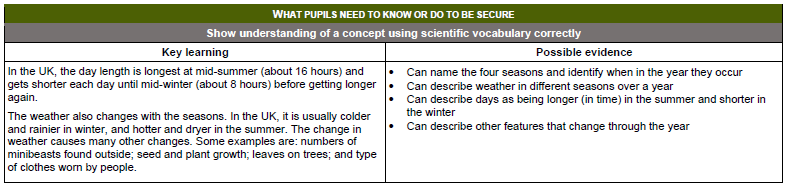 WHAT PUPILS NEED TO KNOW OR DO TO BE SECURE
Show understanding of a concept using scientific vocabulary correctly
Key learning
In the UK, the day length is longest at mid-summer (about 16 hours) and
gets shorter each day until mid-winter (about 8 hours) before getting longer
again.
The weather also changes with the seasons. In the UK, it is usually colder
and rainier in winter, and hotter and dryer in the summer. The change in
weather causes many other changes. Some examples are: numbers of
minibeasts found outside; seed and plant growth; leaves on trees; and type
of clothes worn by people.
Possible evidence
• Can name the four seasons and identify when in the year they occur
• Can describe weather in different seasons over a year
• Can describe days as being longer (in time) in the summer and shorter in
the winter
• Can describe other features that change through the year